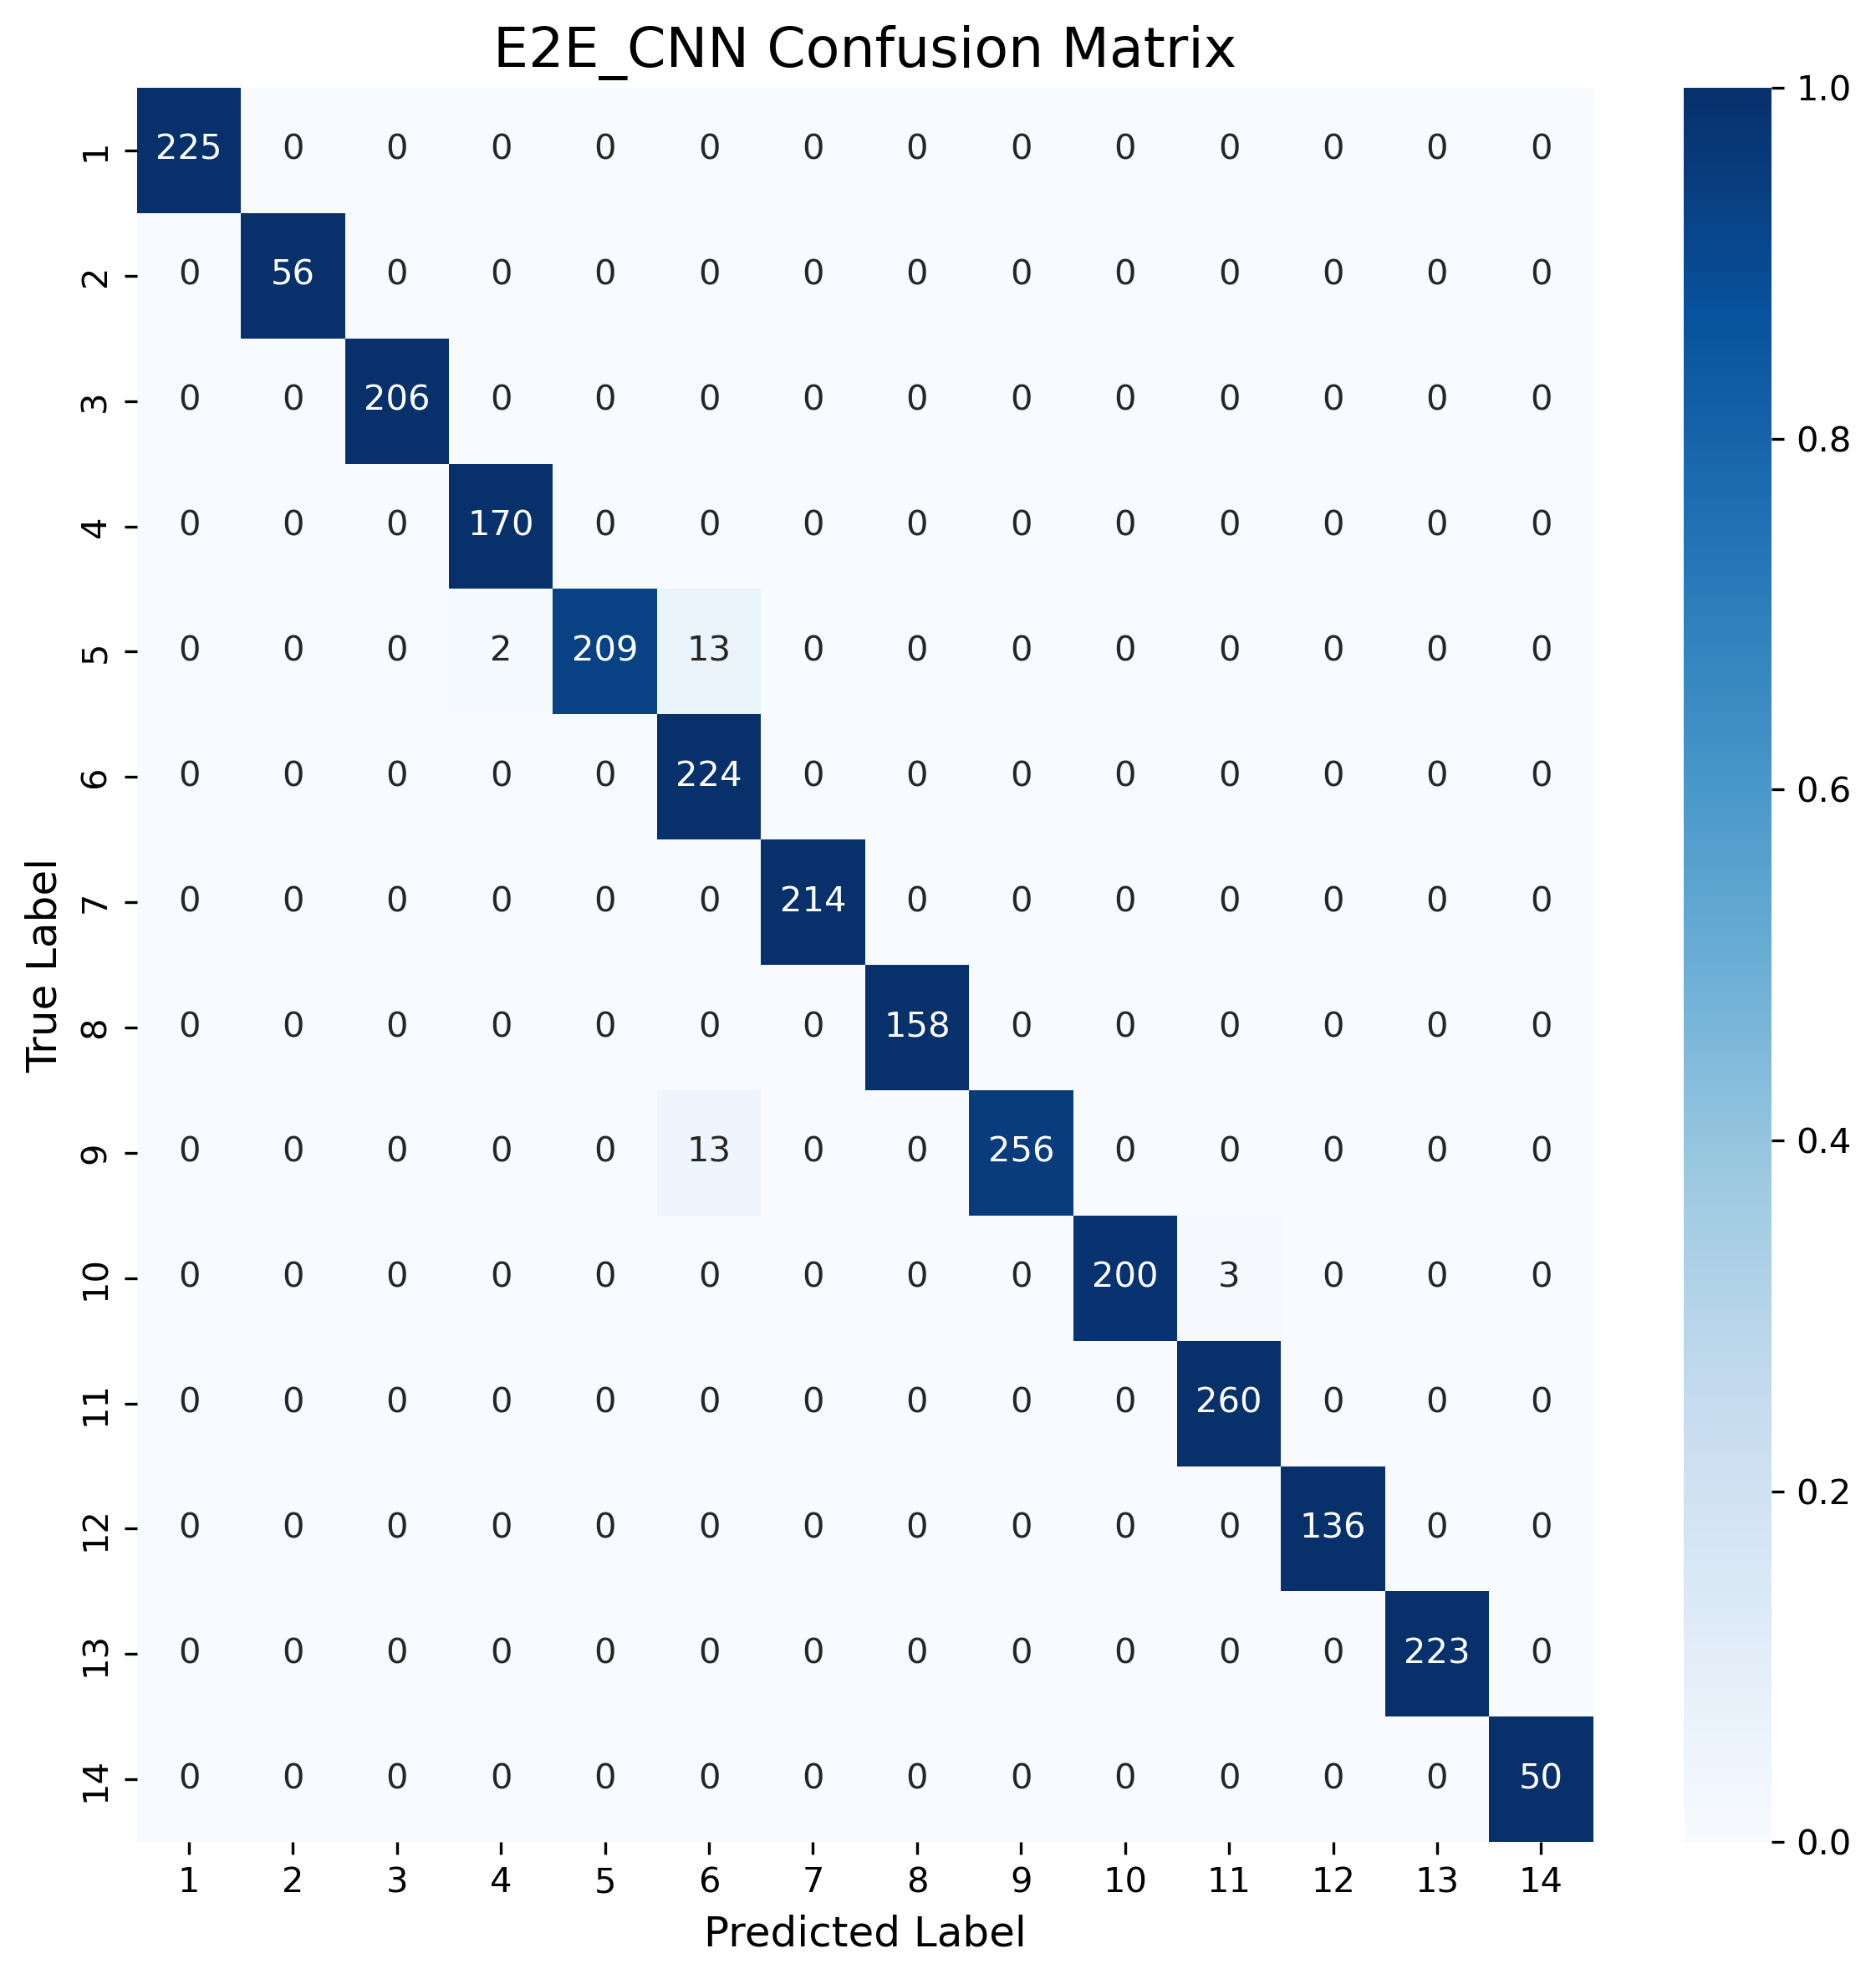 E2E_CNN Confusion Matrix
1 225 0 0 0 0 0 0 0 0 0 0 0 0 0 1.0
2 0 56 0 0 0 0 0 0 0 0 0 0 0 0
3 0 0 206 0 0 0 0 0 0 0 0 0 0 0 0.8
4 0 0 0 170 0 0 0 0 0 0 0 0 0 0
5 0 0 0 2 209 13 0 0 0 0 0 0 0 0
6 0 0 0 0 0 224 0 0 0 0 0 0 0 0 0.6
7 0 0 0 0 0 0 214 0 0 0 0 0 0 0
True Label
8 0 0 0 0 0 0 0 158 0 0 0 0 0 0
9 0 0 0 0 0 13 0 0 256 0 0 0 0 0 0.4
10 0 0 0 0 0 0 0 0 0 200 3 0 0 0
11 0 0 0 0 0 0 0 0 0 0 260 0 0 0
12 0 0 0 0 0 0 0 0 0 0 0 136 0 0 0.2
13 0 0 0 0 0 0 0 0 0 0 0 0 223 0
14 0 0 0 0 0 0 0 0 0 0 0 0 0 50
0.0
1 2 3 4 5 6 7 8 9 10 11 12 13 14
Predicted Label